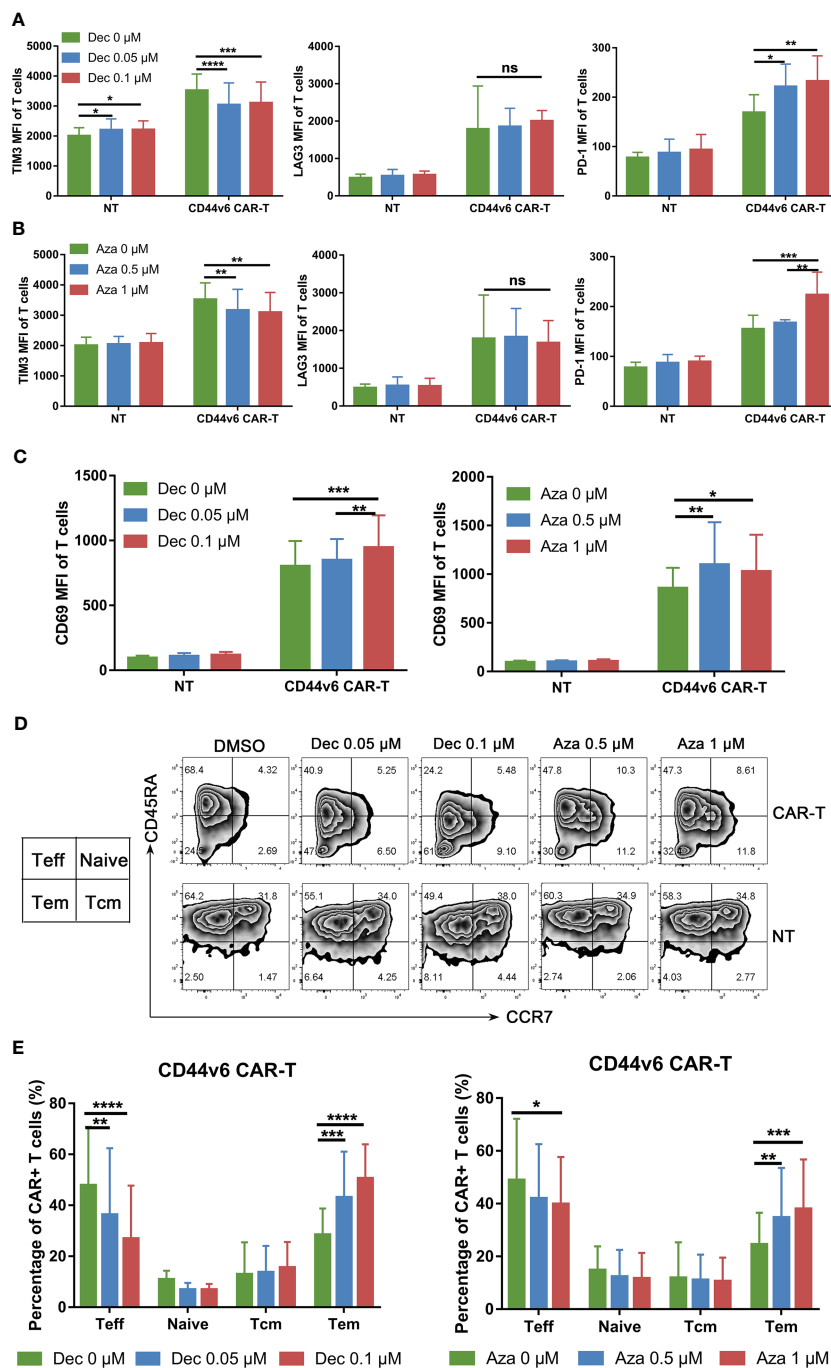 A
Dec 0 μM
Dec 0.05 μM
Dec 0.1 μM
TIM3 MFI of T cells
5000
4000
3000
2000
1000
0
*
*
***
****
NT
CD44v6 CAR-T
LAG3 MFI of T cells
4000
3000
2000
1000
0
ns
NT
CD44v6 CAR-T
PD-1 MFI of T cells
300
200
100
0
**
*
NT
CD44v6 CAR-T
B
Aza 0 μM
Aza 0.5 μM
Aza 1 μM
TIM3 MFI of T cells
5000
4000
3000
2000
1000
0
**
**
NT
CD44v6 CAR-T
LAG3 MFI of T cells
4000
3000
2000
1000
0
ns
NT
CD44v6 CAR-T
PD-1 MFI of T cells
300
200
100
0
***
**
NT
CD44v6 CAR-T
C
CD69 MFI of T cells
1500
1000
500
0
Dec 0 μM
Dec 0.05 μM
Dec 0.1 μM
***
**
NT
CD44v6 CAR-T
CD69 MFI of T cells
2000
1500
1000
500
0
Aza 0 μM
Aza 0.5 μM
Aza 1 μM
*
**
NT
CD44v6 CAR-T
D
DMSO Dec 0.05 μM Dec 0.1 μM Aza 0.5 μM Aza 1 μM
CD45RA
68.4 4.32 40.9 5.25 24.2 5.48 47.8 10.3 47.3 8.61
CAR-T
2.69 6.50 9.10 11.2 11.8
Teff Naive
Tem Tcm
64.2 31.8 55.1 34.0 49.4 38.0 60.3 34.9 58.3 34.8
NT
2.50 1.47 6.64 4.25 8.11 4.44 2.74 2.06 4.03 2.77
CCR7
E
CD44v6 CAR-T
Percentage of CAR+ T cells (%)
80
60
40
20
0
****
**
****
***
Teff Naive Tcm Tem
Dec 0 μM Dec 0.05 μM Dec 0.1 μM
CD44v6 CAR-T
Percentage of CAR+ T cells (%)
80
60
40
20
0
*
***
**
Teff Naive Tcm Tem
Aza 0 μM Aza 0.5 μM Aza 1 μM